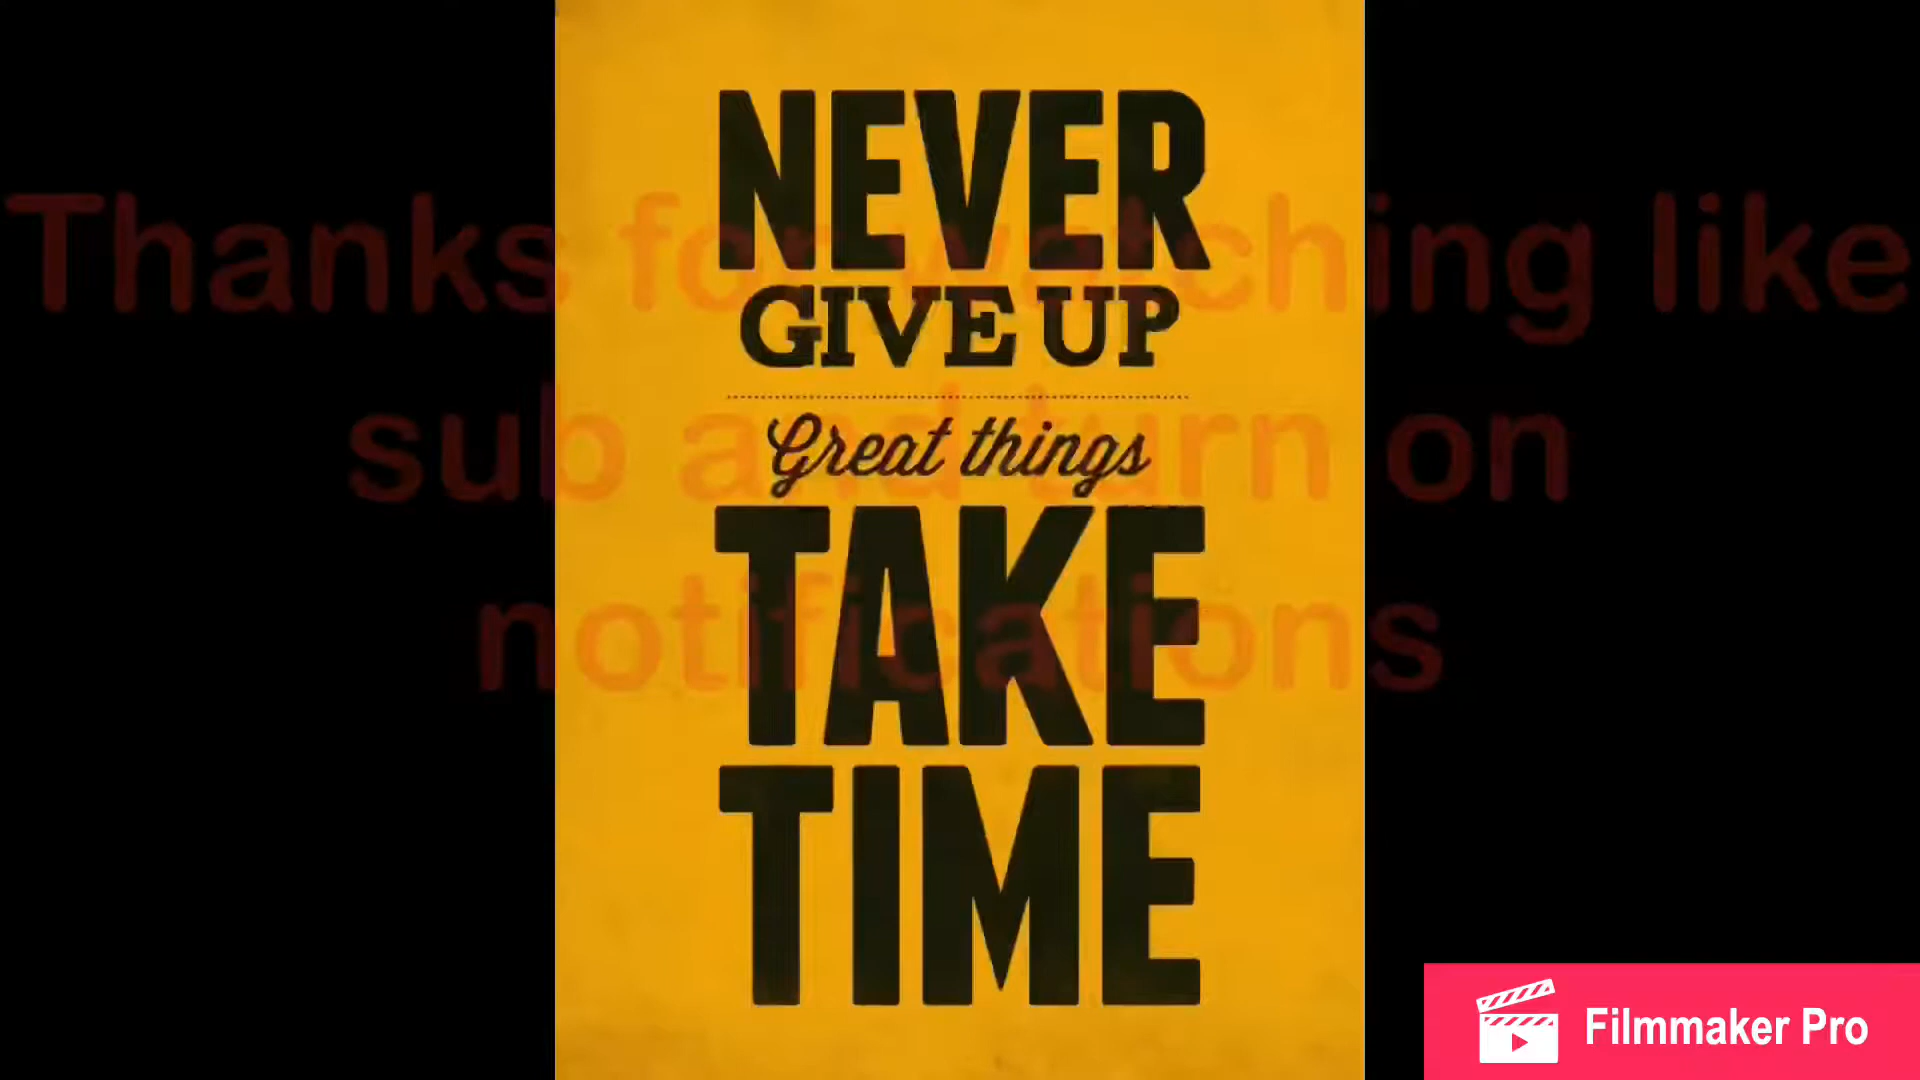 NEVER
GIVE UP
Great things
TAKE
TIME
Thanks for watching like
sub and turn on
notifications
Filmmaker Pro